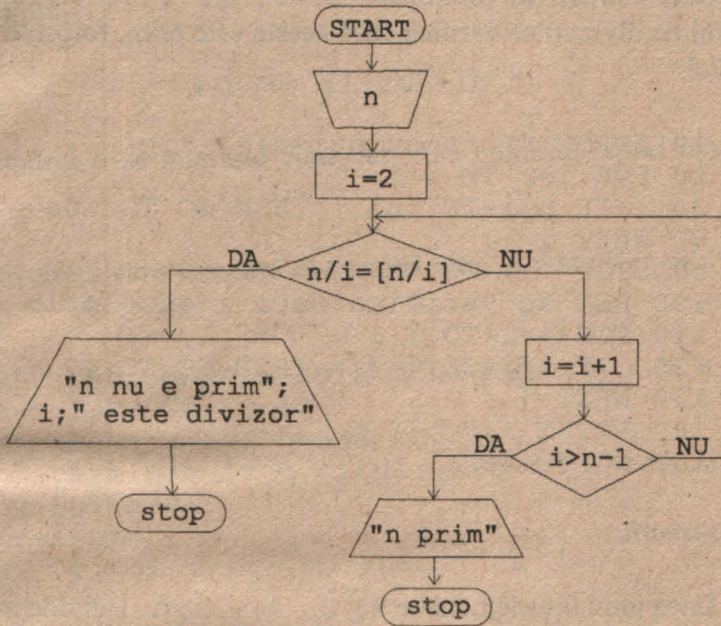 START
n
i=2
DA
n/i=[n/i]
NU
"n nu e prim";
i;" este divizor"
stop
i=i+1
DA
i>n-1
NU
"n prim"
stop